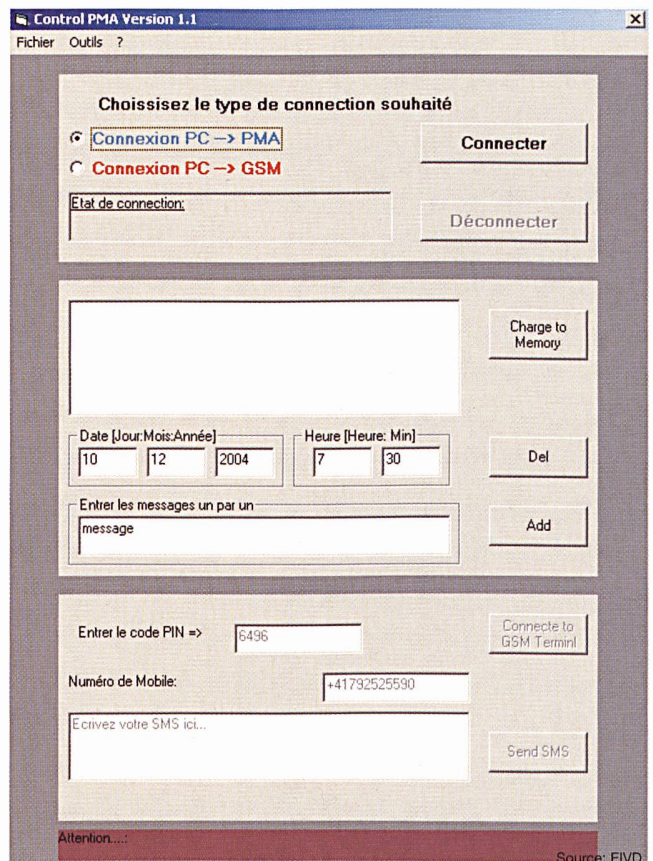 Control PMA Version 1.1
Fichier Outils ?
Choissisez le type de connection souhaité
Connexion PC –> PMA
Connecter
Connexion PC –> GSM
Etat de connection:
Déconnecter
Charge to
Memory
Date [Jour:Mois:Année]
Heure [Heure: Min]
10 12 2004 7 30
Del
Entrer les messages un par un
message
Add
Entrer le code PIN =>
6496
Connecte to
GSM Terminl
Numéro de Mobile:
+41792525590
Ecrivez votre SMS ici...
Send SMS
Attention....:
Source: EIVD